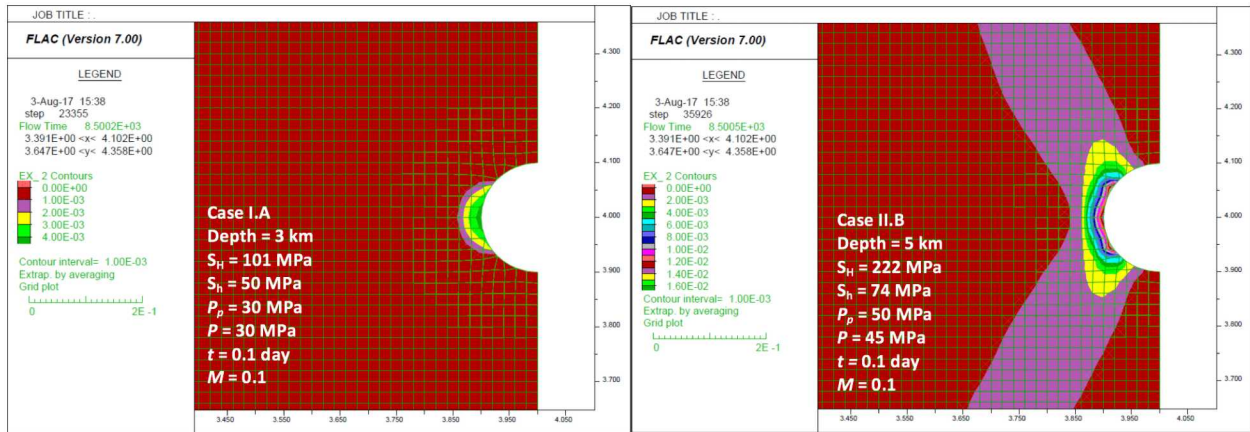 JOB TITLE : .
FLAC (Version 7.00)
LEGEND
3-Aug-17 15:38
step 23355
Flow Time 8.5002E+03
3.391E+00 <x< 4.102E+00
3.647E+00 <y< 4.358E+00
EX_ 2 Contours
0.00E+00
1.00E-03
2.00E-03
3.00E-03
4.00E-03
Contour interval= 1.00E-03
Extrap. by averaging
Grid plot
0 2E -1
Case I.A
Depth = 3 km
SH = 101 MPa
Sh = 50 MPa
Pp = 30 MPa
P = 30 MPa
t = 0.1 day
M = 0.1
4.300
4.200
4.100
4.000
3.900
3.800
3.700
3.450 3.550 3.650 3.750 3.850 3.950 4.050
JOB TITLE : .
FLAC (Version 7.00)
LEGEND
3-Aug-17 15:38
step 35926
Flow Time 8.5005E+03
3.391E+00 <x< 4.102E+00
3.647E+00 <y< 4.358E+00
EX_ 2 Contours
0.00E+00
2.00E-03
4.00E-03
6.00E-03
8.00E-03
1.00E-02
1.20E-02
1.40E-02
1.60E-02
Contour interval= 1.00E-03
Extrap. by averaging
Grid plot
0 2E -1
Case II.B
Depth = 5 km
SH = 222 MPa
Sh = 74 MPa
Pp = 50 MPa
P = 45 MPa
t = 0.1 day
M = 0.1
4.300
4.200
4.100
4.000
3.900
3.800
3.700
3.450 3.550 3.650 3.750 3.850 3.950 4.050